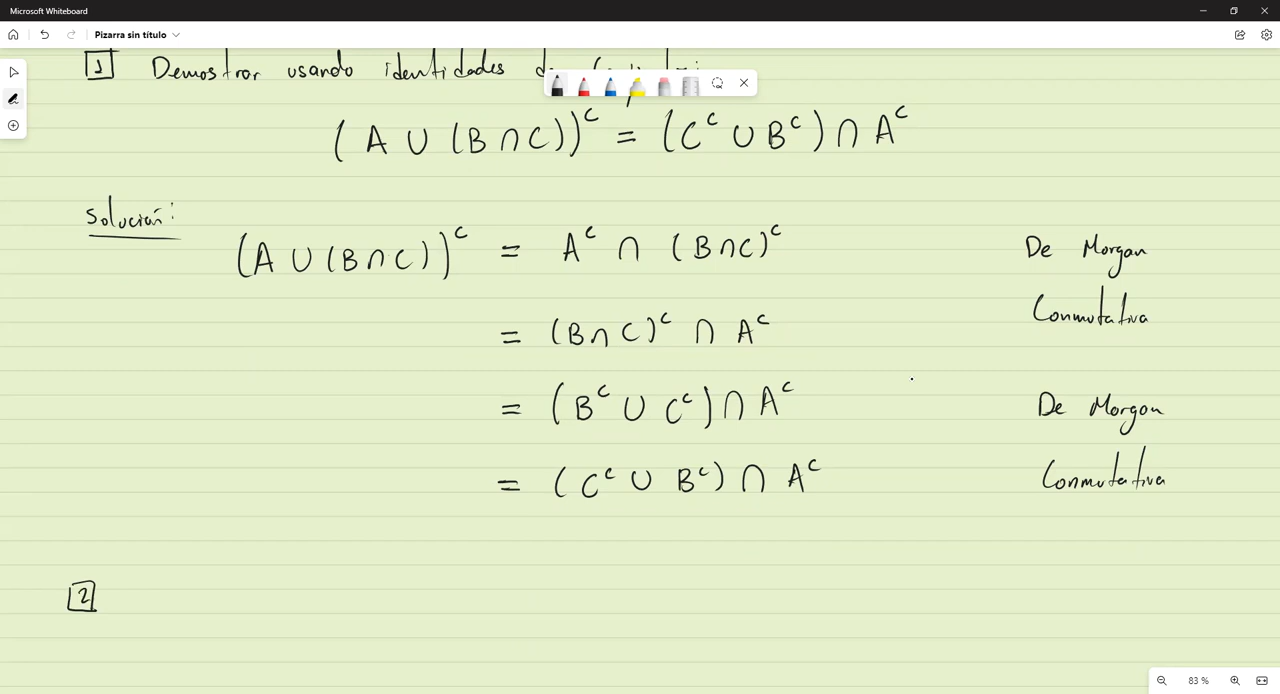 Microsoft Whiteboard
Pizarra sin título
1 Demostrar usando identidades de
(A ∪ (B ∩ C))ᶜ = (Cᶜ ∪ Bᶜ) ∩ Aᶜ
Solución:
(A ∪ (B ∩ C))ᶜ = Aᶜ ∩ (B ∩ C)ᶜ De Morgan
= (B ∩ C)ᶜ ∩ Aᶜ Conmutativa
= (Bᶜ ∪ Cᶜ) ∩ Aᶜ De Morgan
= (Cᶜ ∪ Bᶜ) ∩ Aᶜ Conmutativa
2
83 %